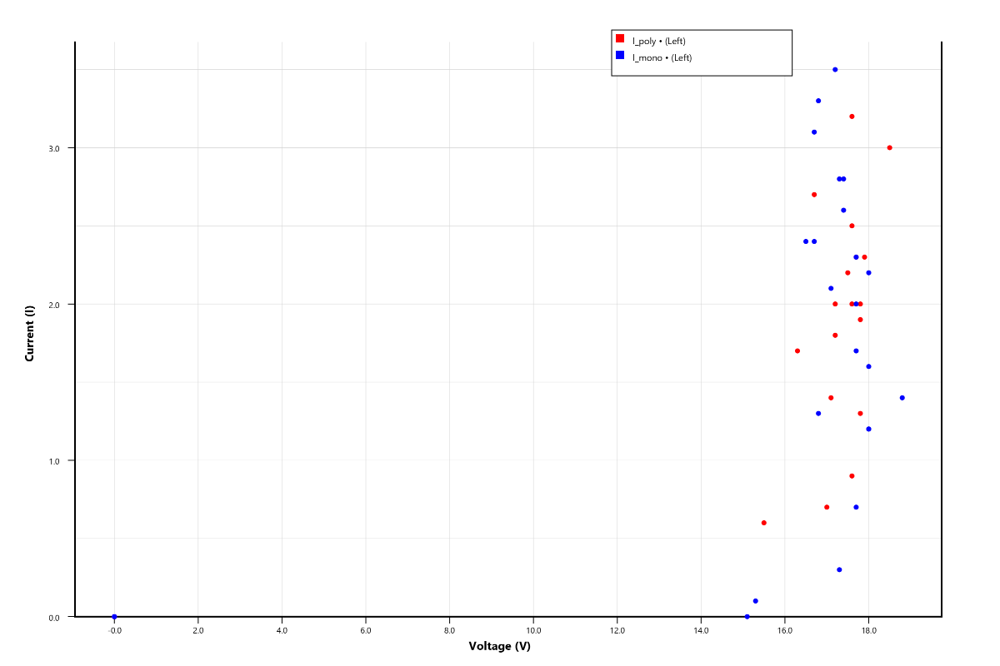 I_poly • (Left)
I_mono • (Left)
3.0
2.0
1.0
0.0
Current (I)
-0.0 2.0 4.0 6.0 8.0 10.0 12.0 14.0 16.0 18.0
Voltage (V)